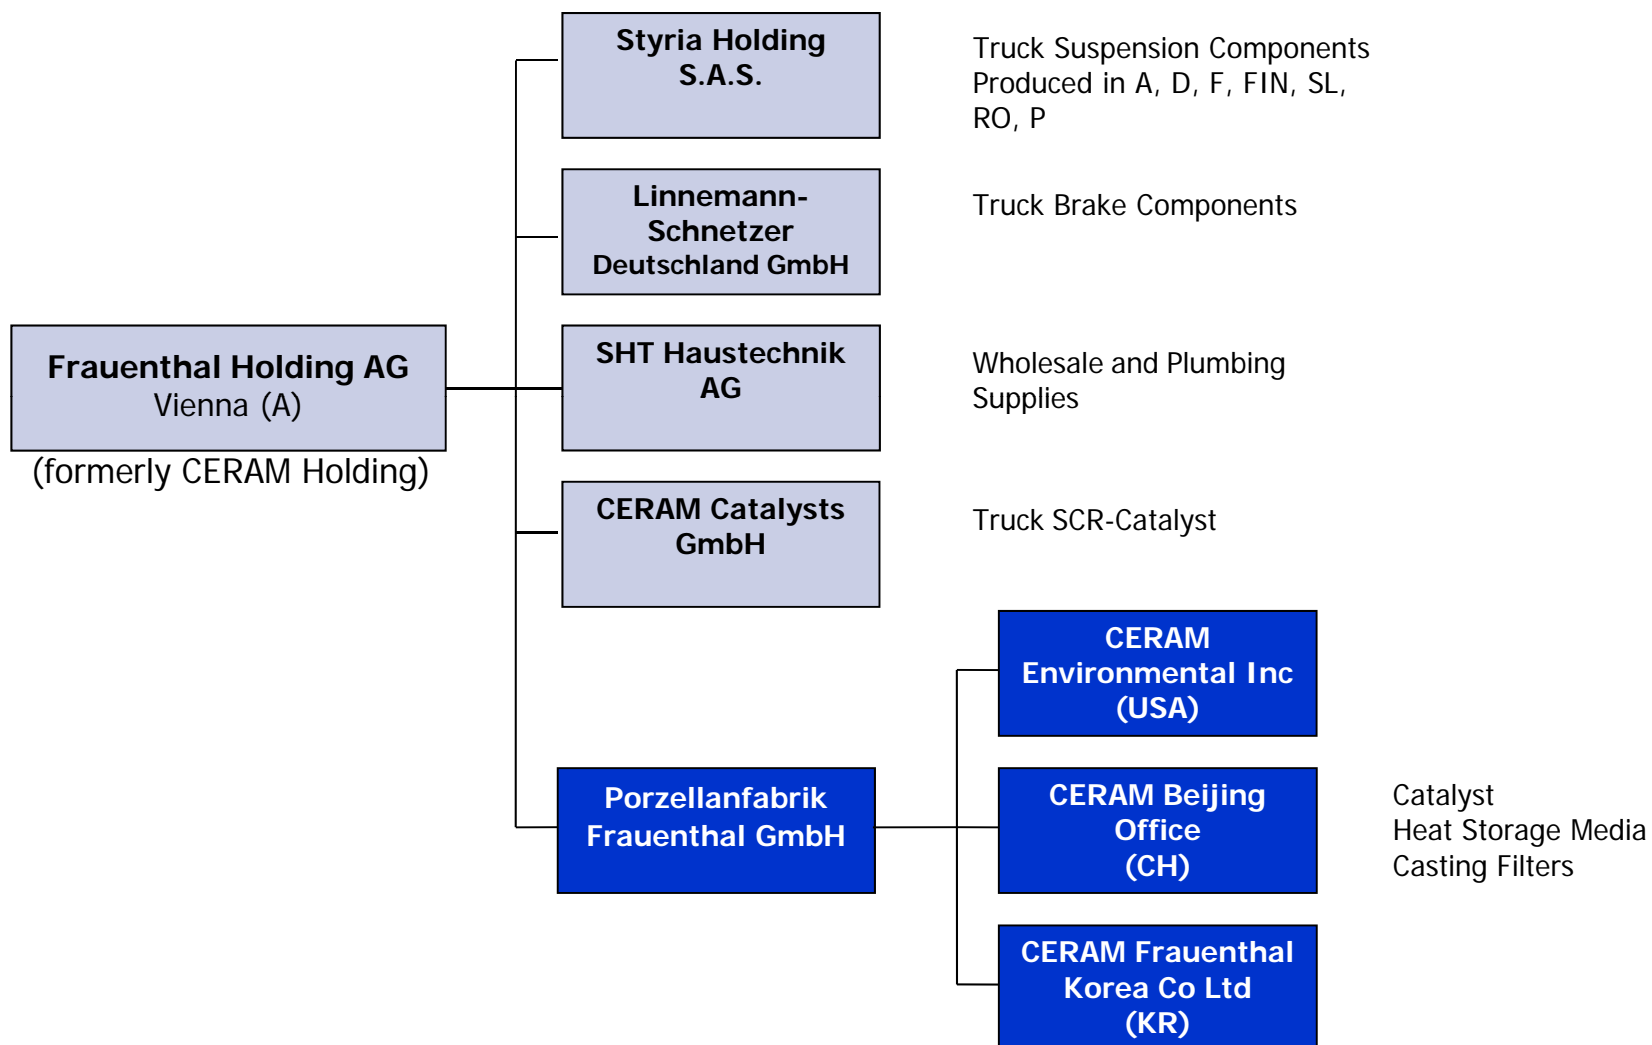 Styria Holding
S.A.S.
Truck Suspension Components
Produced in A, D, F, FIN, SL,
RO, P
Linnemann-
Schnetzer
Deutschland GmbH
Truck Brake Components
Frauenthal Holding AG
Vienna (A)
(formerly CERAM Holding)
SHT Haustechnik
AG
Wholesale and Plumbing
Supplies
CERAM Catalysts
GmbH
Truck SCR-Catalyst
CERAM
Environmental Inc
(USA)
Porzellanfabrik
Frauenthal GmbH
CERAM Beijing
Office
(CH)
Catalyst
Heat Storage Media
Casting Filters
CERAM Frauenthal
Korea Co Ltd
(KR)